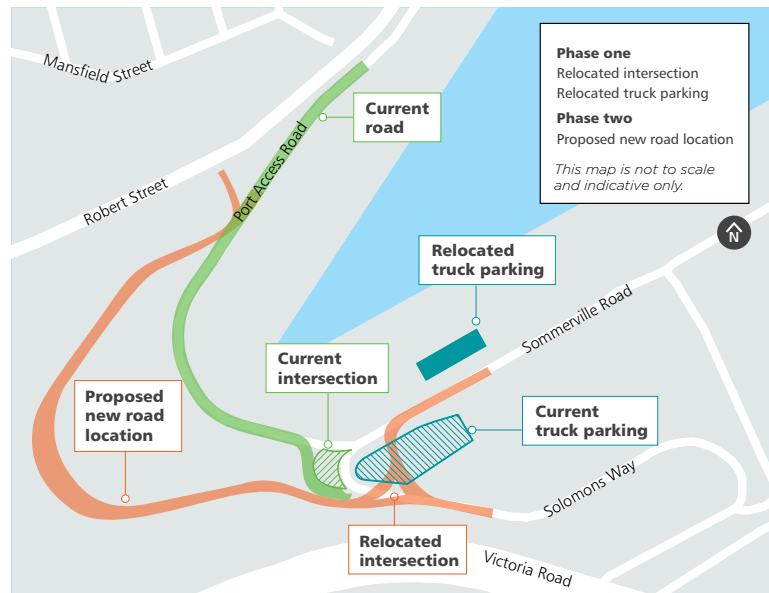 Mansfield Street
Current
road
Port Access Road
Robert Street
Phase one
Relocated intersection
Relocated truck parking
Phase two
Proposed new road location
This map is not to scale
and indicative only.
N
Relocated
truck parking
Sommerville Road
Current
intersection
Proposed
new road
location
Current
truck parking
Solomons Way
Relocated
intersection
Victoria Road